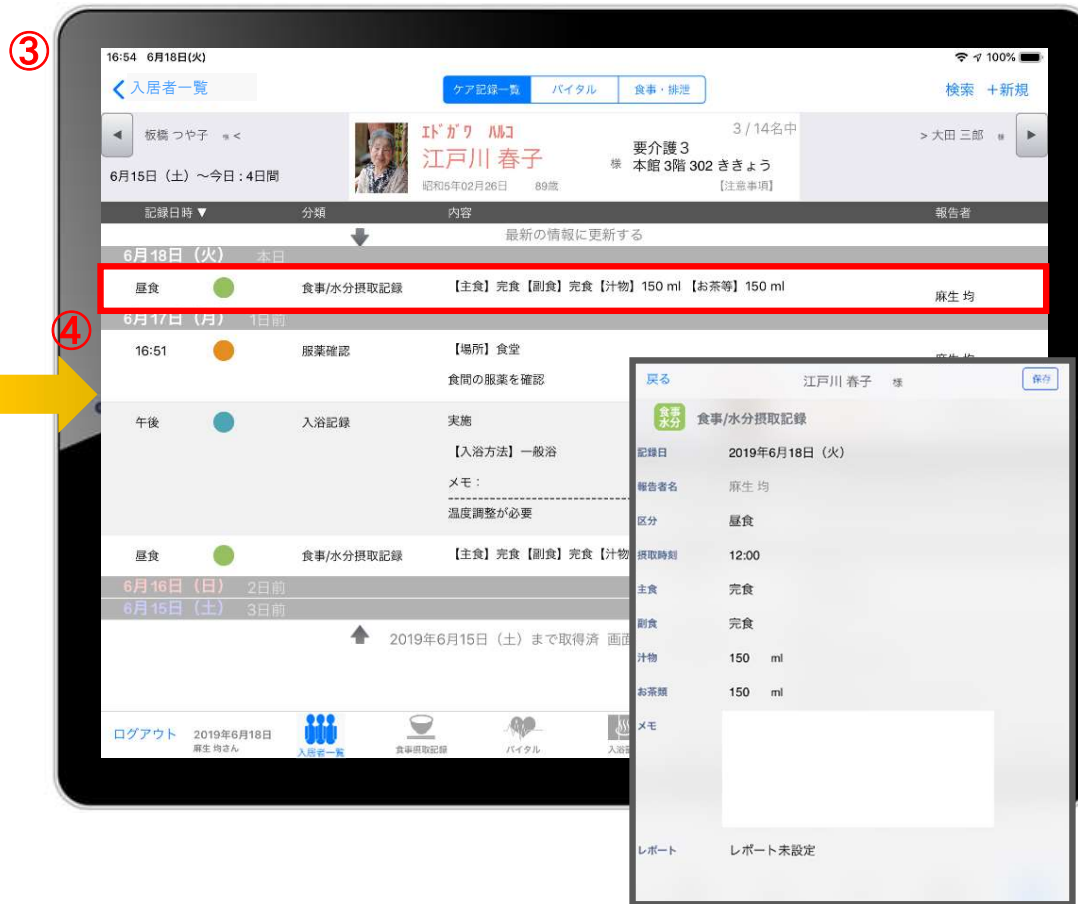 ③
16:54 6月18日(火)
100%
入居者一覧
ケア記録一覧 バイタル 食事・排泄
検索 +新規
板橋 つや子 様 <
6月15日（土）～今日 : 4日間
エドガワ ハルコ
江戸川 春子 様
昭和5年02月26日 89歳
3 / 14名中
要介護３
本館 3階 302 ききょう
【注意事項】
> 大田 三郎 様
記録日時 ▼ 分類 内容 報告者
最新の情報に更新する
6月18日（火） 本日
昼食 食事/水分摂取記録 【主食】完食【副食】完食【汁物】150 ml 【お茶等】150 ml 麻生 均
④
6月17日（月） 1日前
16:51 服薬確認 【場所】食堂
食間の服薬を確認
午後 入浴記録 実施
【入浴方法】一般浴
メモ：
温度調整が必要
昼食 食事/水分摂取記録 【主食】完食【副食】完食【汁物
6月16日（日） 2日前
6月15日（土） 3日前
2019年6月15日（土）まで取得済 画面
ログアウト
2019年6月18日
麻生 均さん
入居者一覧
食事摂取記録
バイタル
入浴
戻る 江戸川 春子 様 保存
食事
水分
食事/水分摂取記録
記録日 2019年6月18日（火）
報告者名 麻生 均
区分 昼食
摂取時刻 12:00
主食 完食
副食 完食
汁物 150 ml
お茶類 150 ml
メモ
レポート レポート未設定